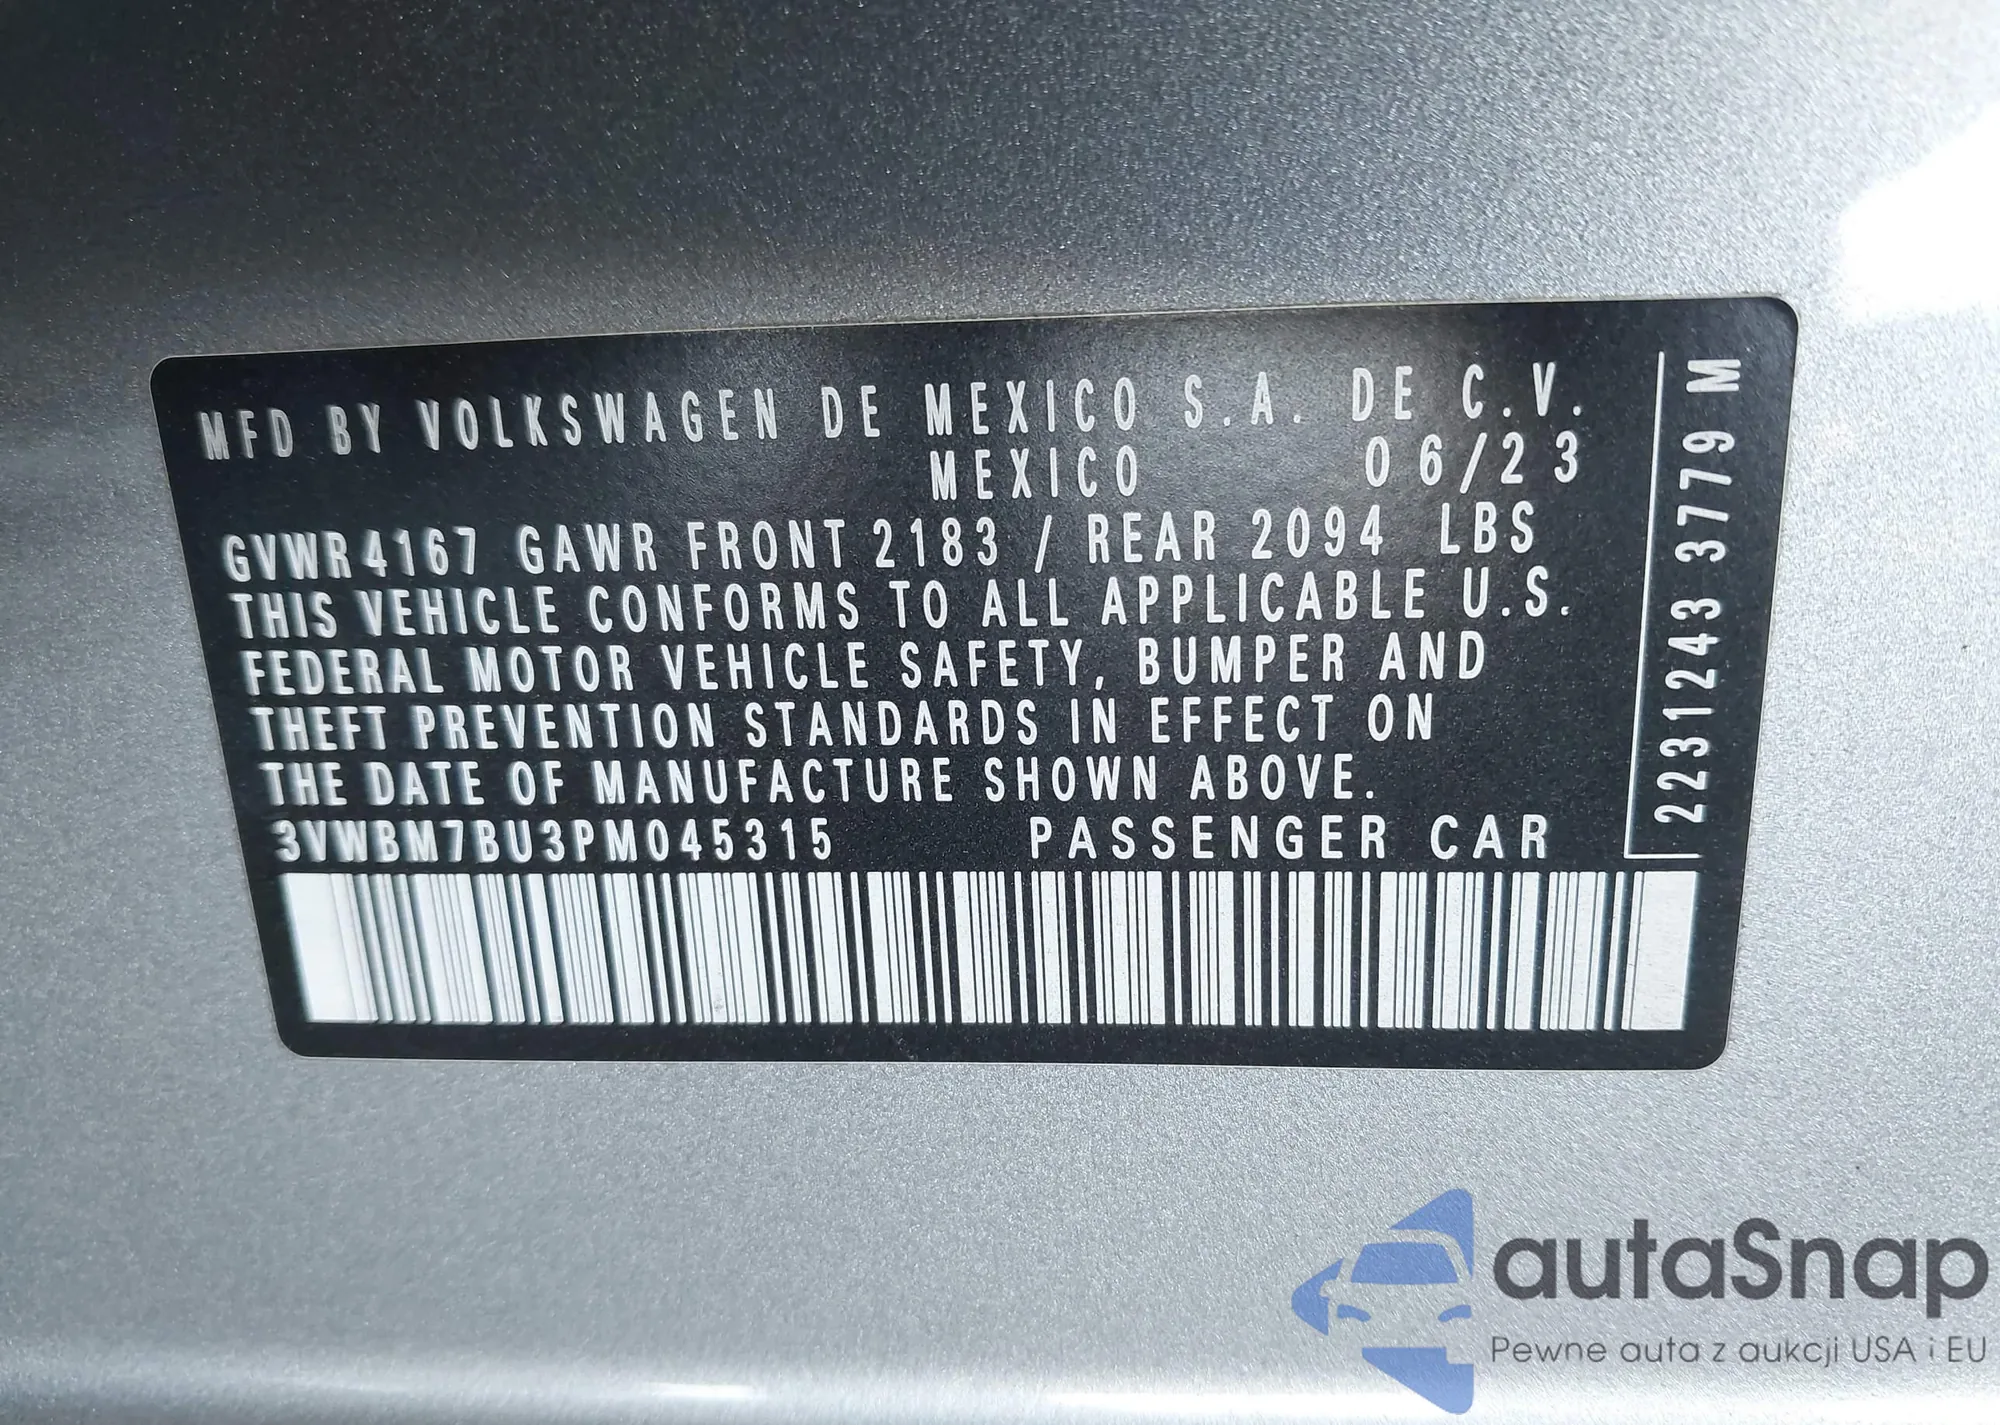 MFD BY VOLKSWAGEN DE MEXICO S.A. DE C.V.
MEXICO 06/23
GVWR 4167 GAWR FRONT 2183 / REAR 2094 LBS
THIS VEHICLE CONFORMS TO ALL APPLICABLE U.S.
FEDERAL MOTOR VEHICLE SAFETY, BUMPER AND
THEFT PREVENTION STANDARDS IN EFFECT ON
THE DATE OF MANUFACTURE SHOWN ABOVE.
3VWBM7BU3PM045315 PASSENGER CAR
2231243 3779 M
autaSnap
Pewne auta z aukcji USA i EU